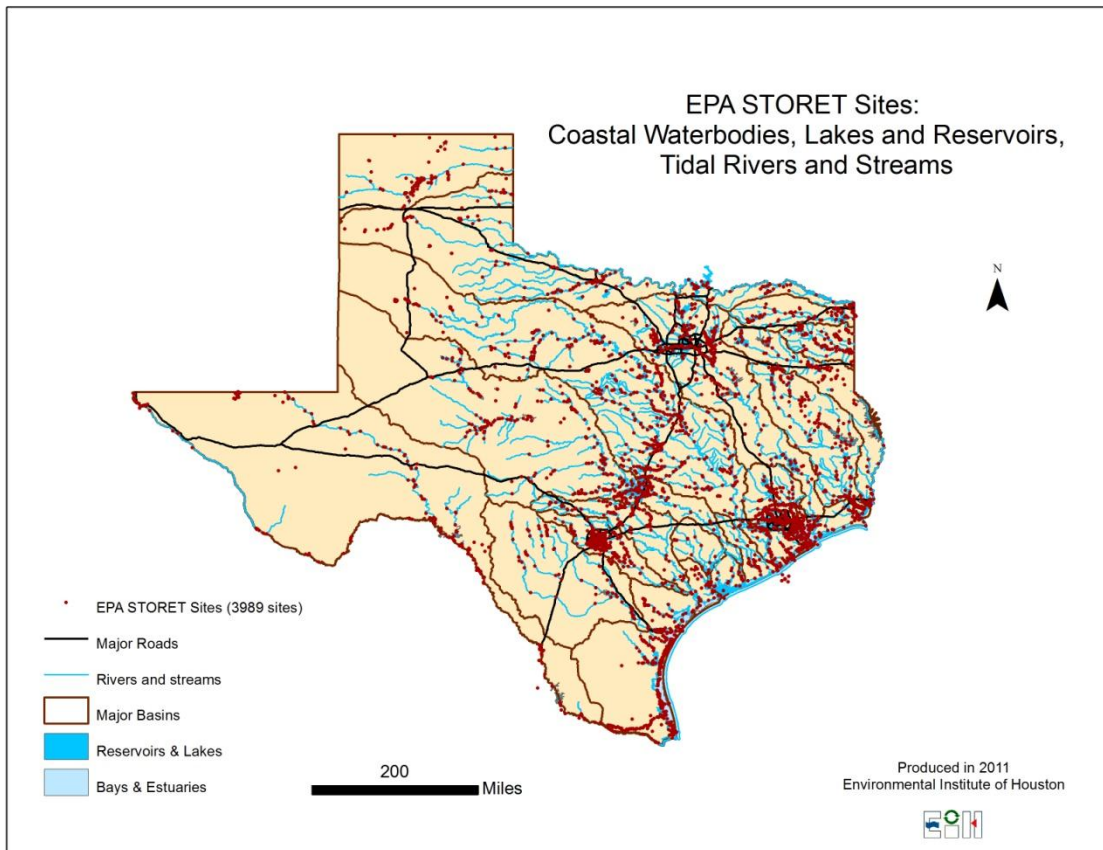 EPA STORET Sites:
Coastal Waterbodies, Lakes and Reservoirs,
Tidal Rivers and Streams
N
EPA STORET Sites (3989 sites)
Major Roads
Rivers and streams
Major Basins
Reservoirs & Lakes
Bays & Estuaries
200
Miles
Produced in 2011
Environmental Institute of Houston
EIH